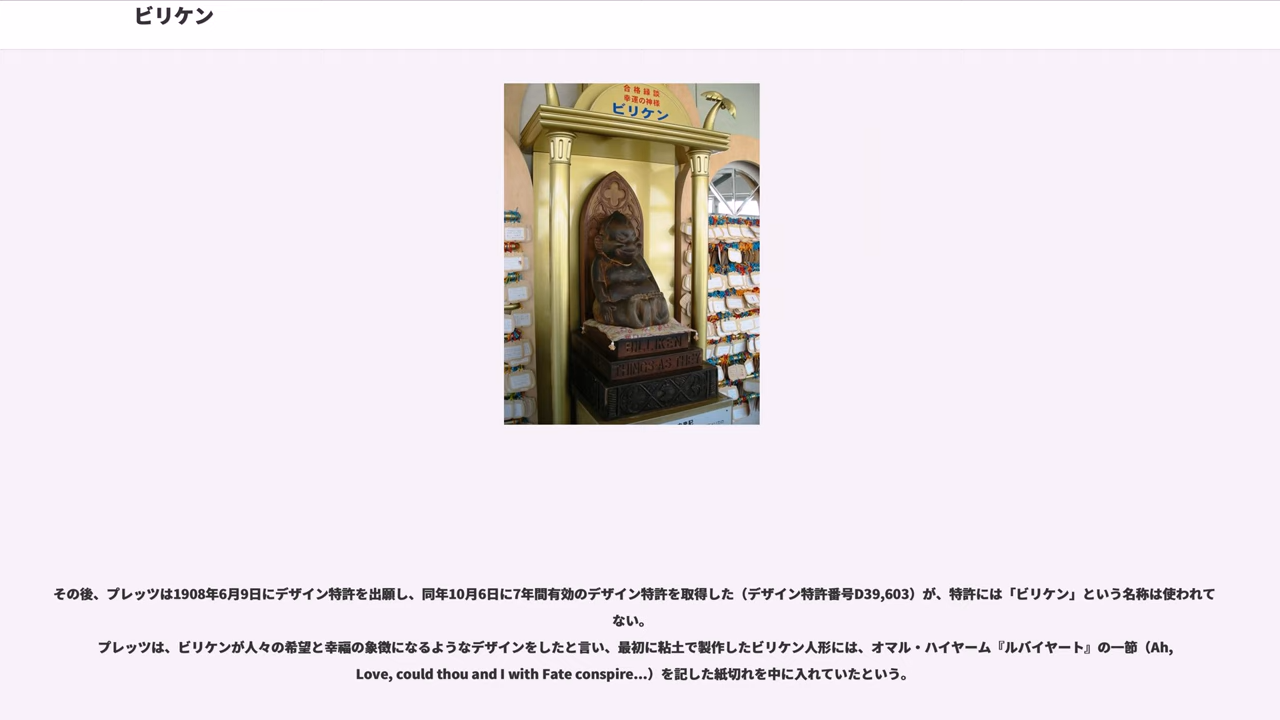 ビリケン
合格縁談
幸運の神様
ビリケン
BILLIKEN
THINGS AS THEY
その後、プレッツは1908年6月9日にデザイン特許を出願し、同年10月6日に7年間有効のデザイン特許を取得した（デザイン特許番号D39,603）が、特許には「ビリケン」という名称は使われて
ない。
プレッツは、ビリケンが人々の希望と幸福の象徴になるようなデザインをしたと言い、最初に粘土で製作したビリケン人形には、オマル・ハイヤーム『ルバイヤート』の一節（Ah,
Love, could thou and I with Fate conspire...）を記した紙切れを中に入れていたという。